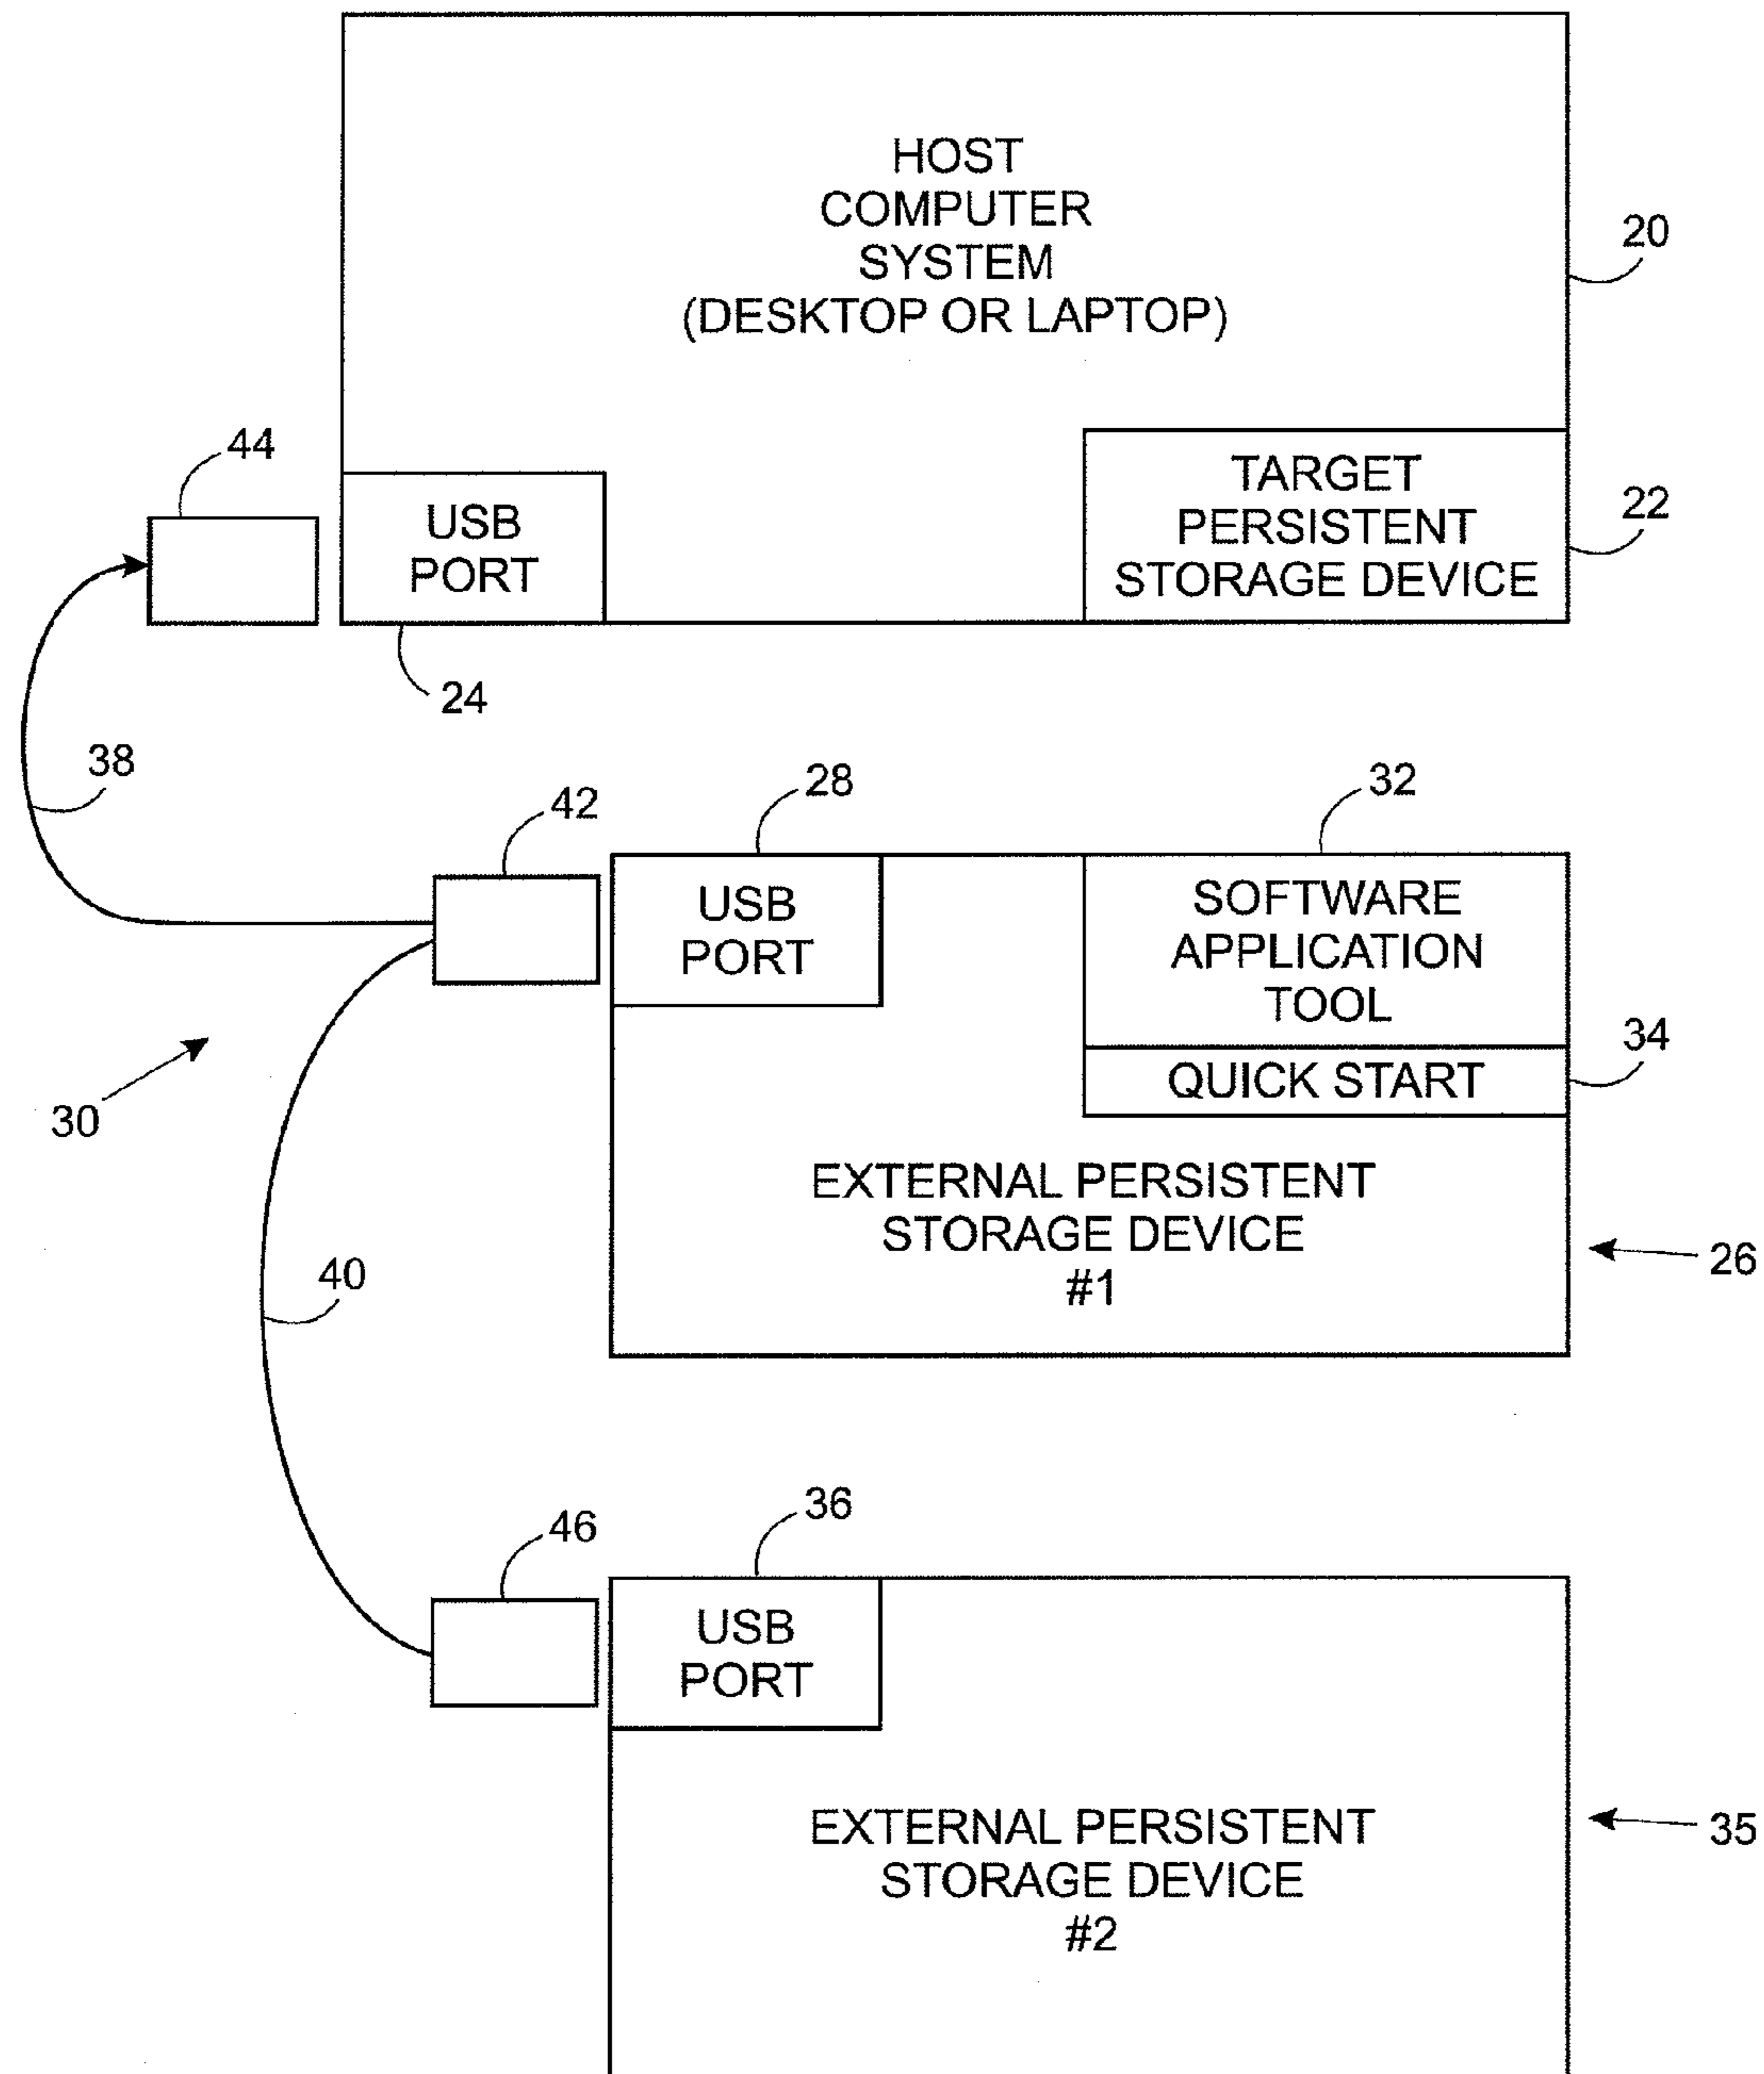 HOST
COMPUTER
SYSTEM
(DESKTOP OR LAPTOP)
20
44
USB
PORT
TARGET
PERSISTENT
STORAGE DEVICE
22
24
38
42
28
32
USB
PORT
SOFTWARE
APPLICATION
TOOL
34
QUICK START
30
EXTERNAL PERSISTENT
STORAGE DEVICE
#1
26
40
46
36
USB
PORT
EXTERNAL PERSISTENT
STORAGE DEVICE
#2
35